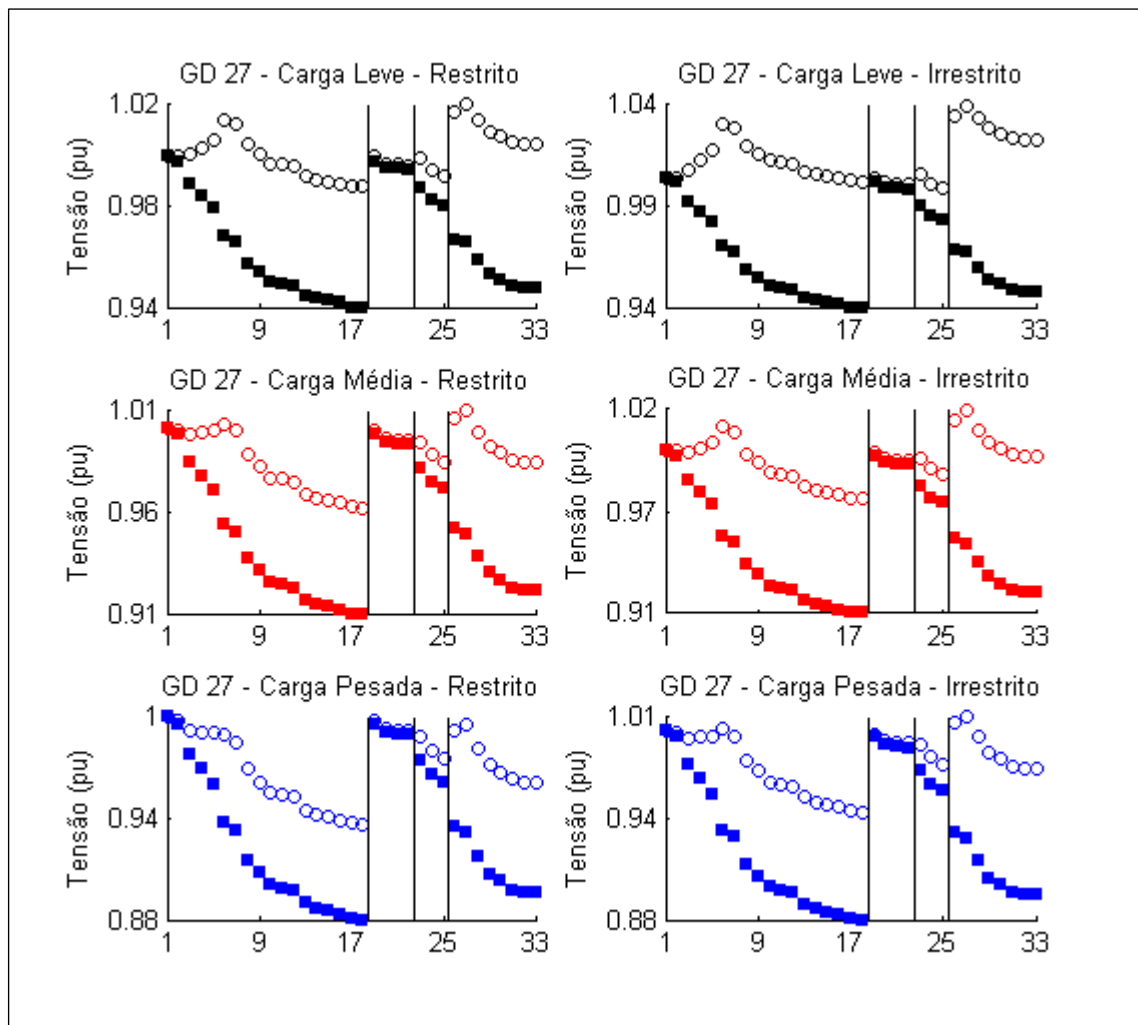 GD 27 - Carga Leve - Restrito
1.02
0.98
0.94
Tensão (pu)
1 9 17 25 33
GD 27 - Carga Leve - Irrestrito
1.04
0.99
0.94
Tensão (pu)
1 9 17 25 33
GD 27 - Carga Média - Restrito
1.01
0.96
0.91
Tensão (pu)
1 9 17 25 33
GD 27 - Carga Média - Irrestrito
1.02
0.97
0.91
Tensão (pu)
1 9 17 25 33
GD 27 - Carga Pesada - Restrito
1
0.94
0.88
Tensão (pu)
1 9 17 25 33
GD 27 - Carga Pesada - Irrestrito
1.01
0.94
0.88
Tensão (pu)
1 9 17 25 33